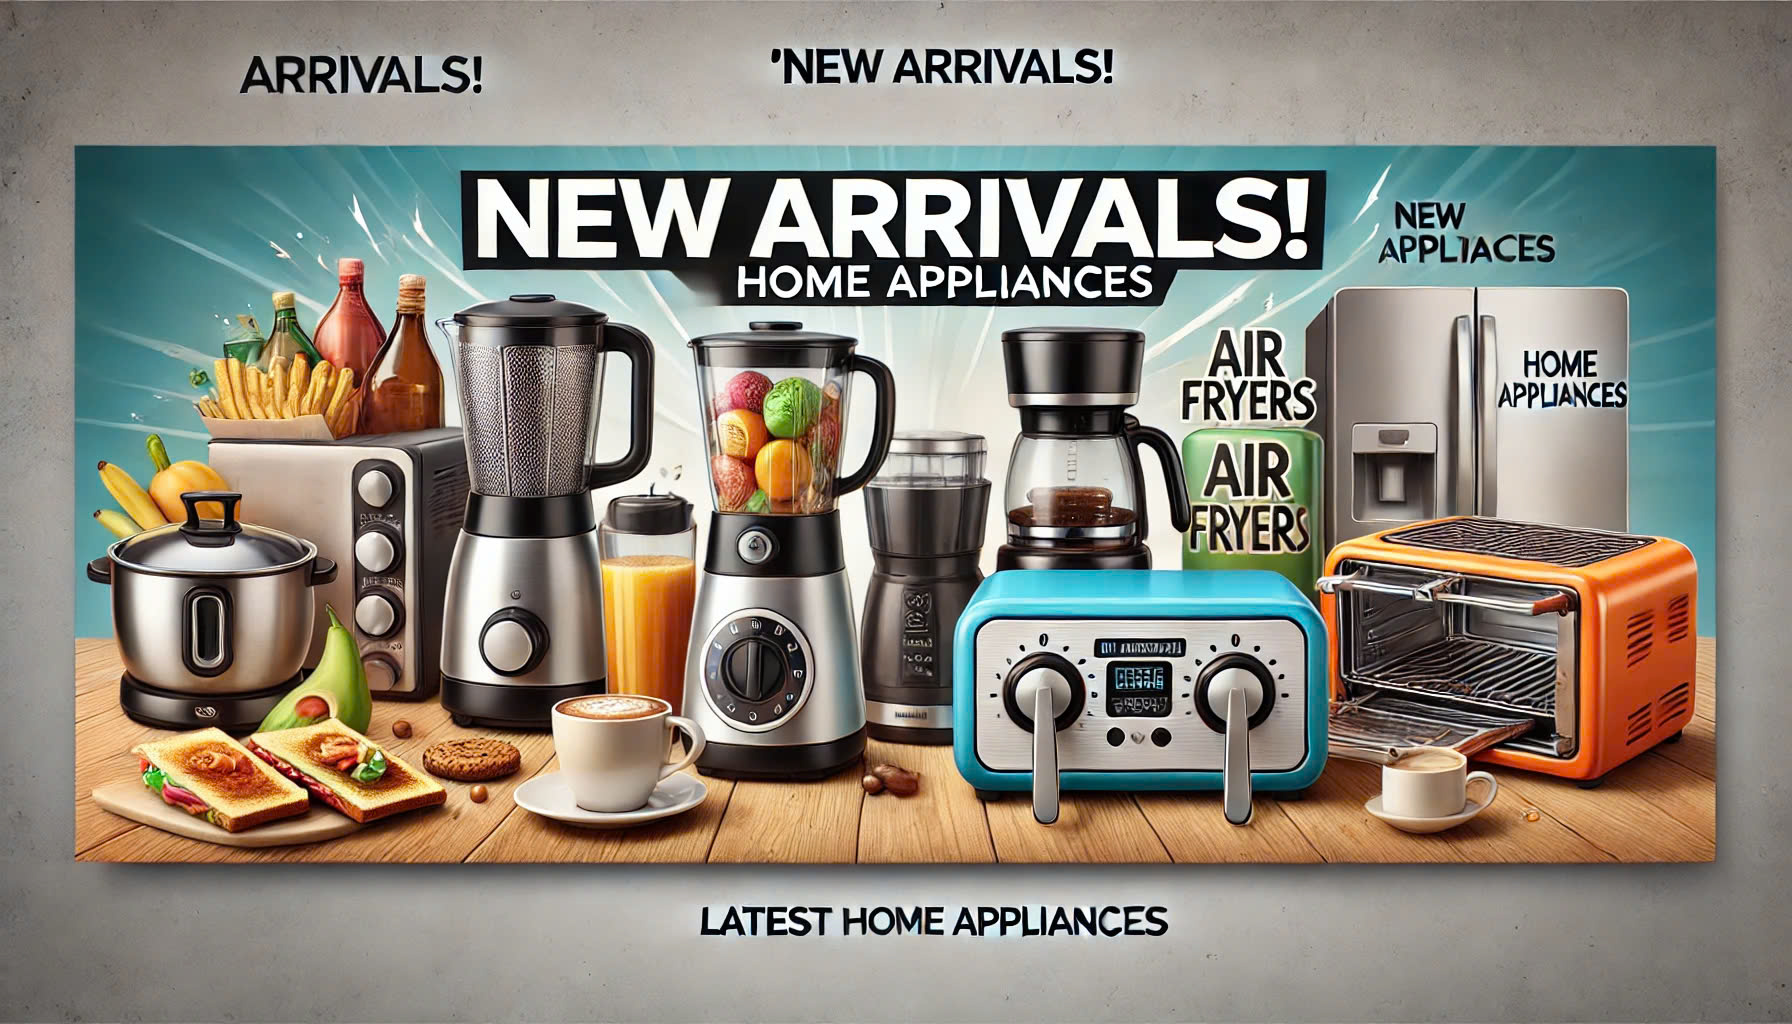 ARRIVALS!
'NEW ARRIVALS!
NEW ARRIVALS!
HOME APPLIANCES
NEW
APPLIACES
AIR
FRYERS
HOME
APPLIANCES
AIR
FRYERS
LATEST HOME APPLIANCES